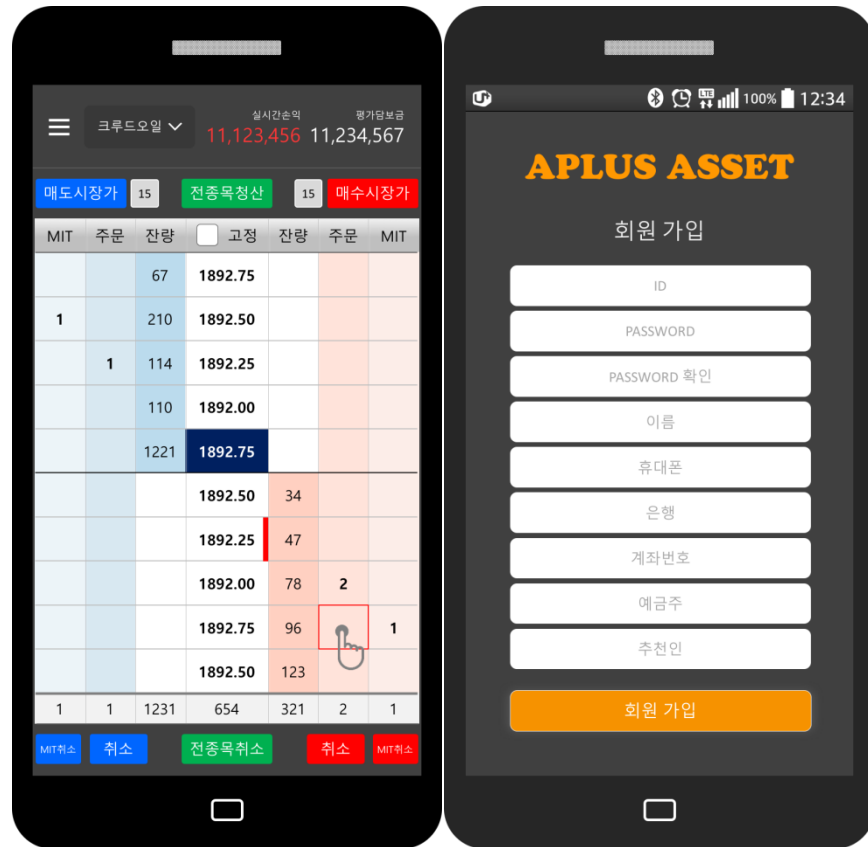 실시간손익 평가담보금
크루드오일 11,123,456 11,234,567
매도시장가 15 전종목청산 15 매수시장가
MIT 주문 잔량 고정 잔량 주문 MIT
67 1892.75
1 210 1892.50
1 114 1892.25
110 1892.00
1221 1892.75
1892.50 34
1892.25 47
1892.00 78 2
1892.75 96 1
1892.50 123
1 1 1231 654 321 2 1
MIT취소 취소 전종목취소 취소 MIT취소
LTE 100% 12:34
APLUS ASSET
회원 가입
ID
PASSWORD
PASSWORD 확인
이름
휴대폰
은행
계좌번호
예금주
추천인
회원 가입